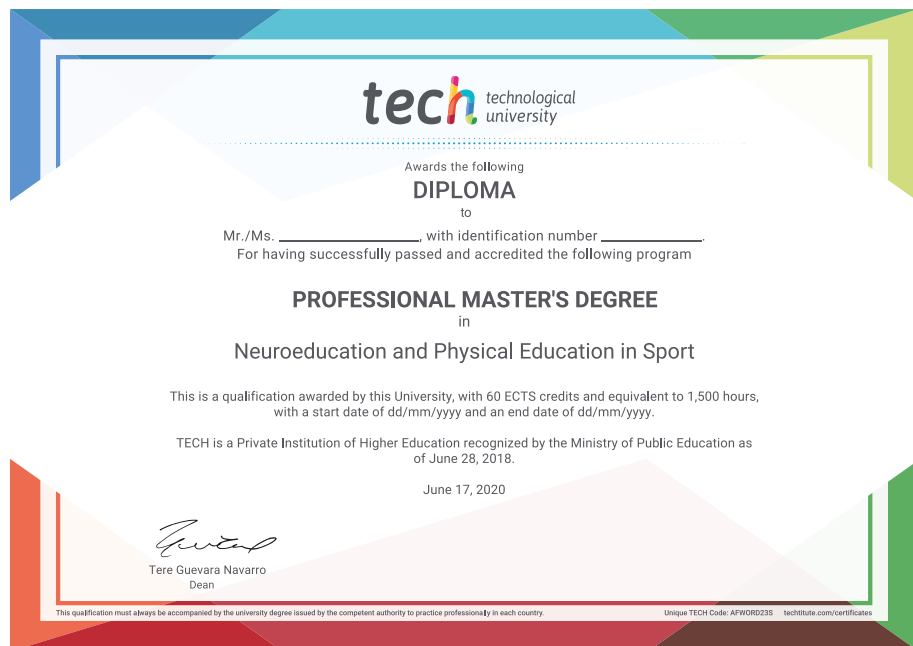 tech technological
university
Awards the following
DIPLOMA
to
Mr./Ms. ____________________, with identification number ______________.
For having successfully passed and accredited the following program
PROFESSIONAL MASTER'S DEGREE
in
Neuroeducation and Physical Education in Sport
This is a qualification awarded by this University, with 60 ECTS credits and equivalent to 1,500 hours,
with a start date of dd/mm/yyyy and an end date of dd/mm/yyyy.
TECH is a Private Institution of Higher Education recognized by the Ministry of Public Education as
of June 28, 2018.
June 17, 2020
Tere Guevara Navarro
Dean
This qualification must always be accompanied by the university degree issued by the competent authority to practice professionally in each country.
Unique TECH Code: AFWORD23S techtitute.com/certificates